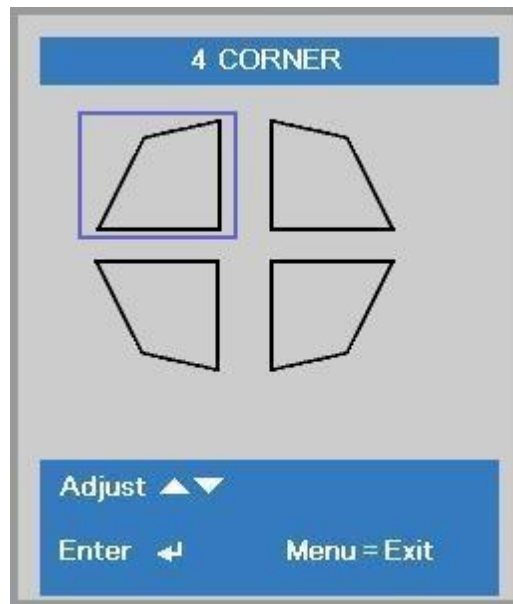 4 CORNER
Adjust ▲▼
Enter ↵
Menu = Exit